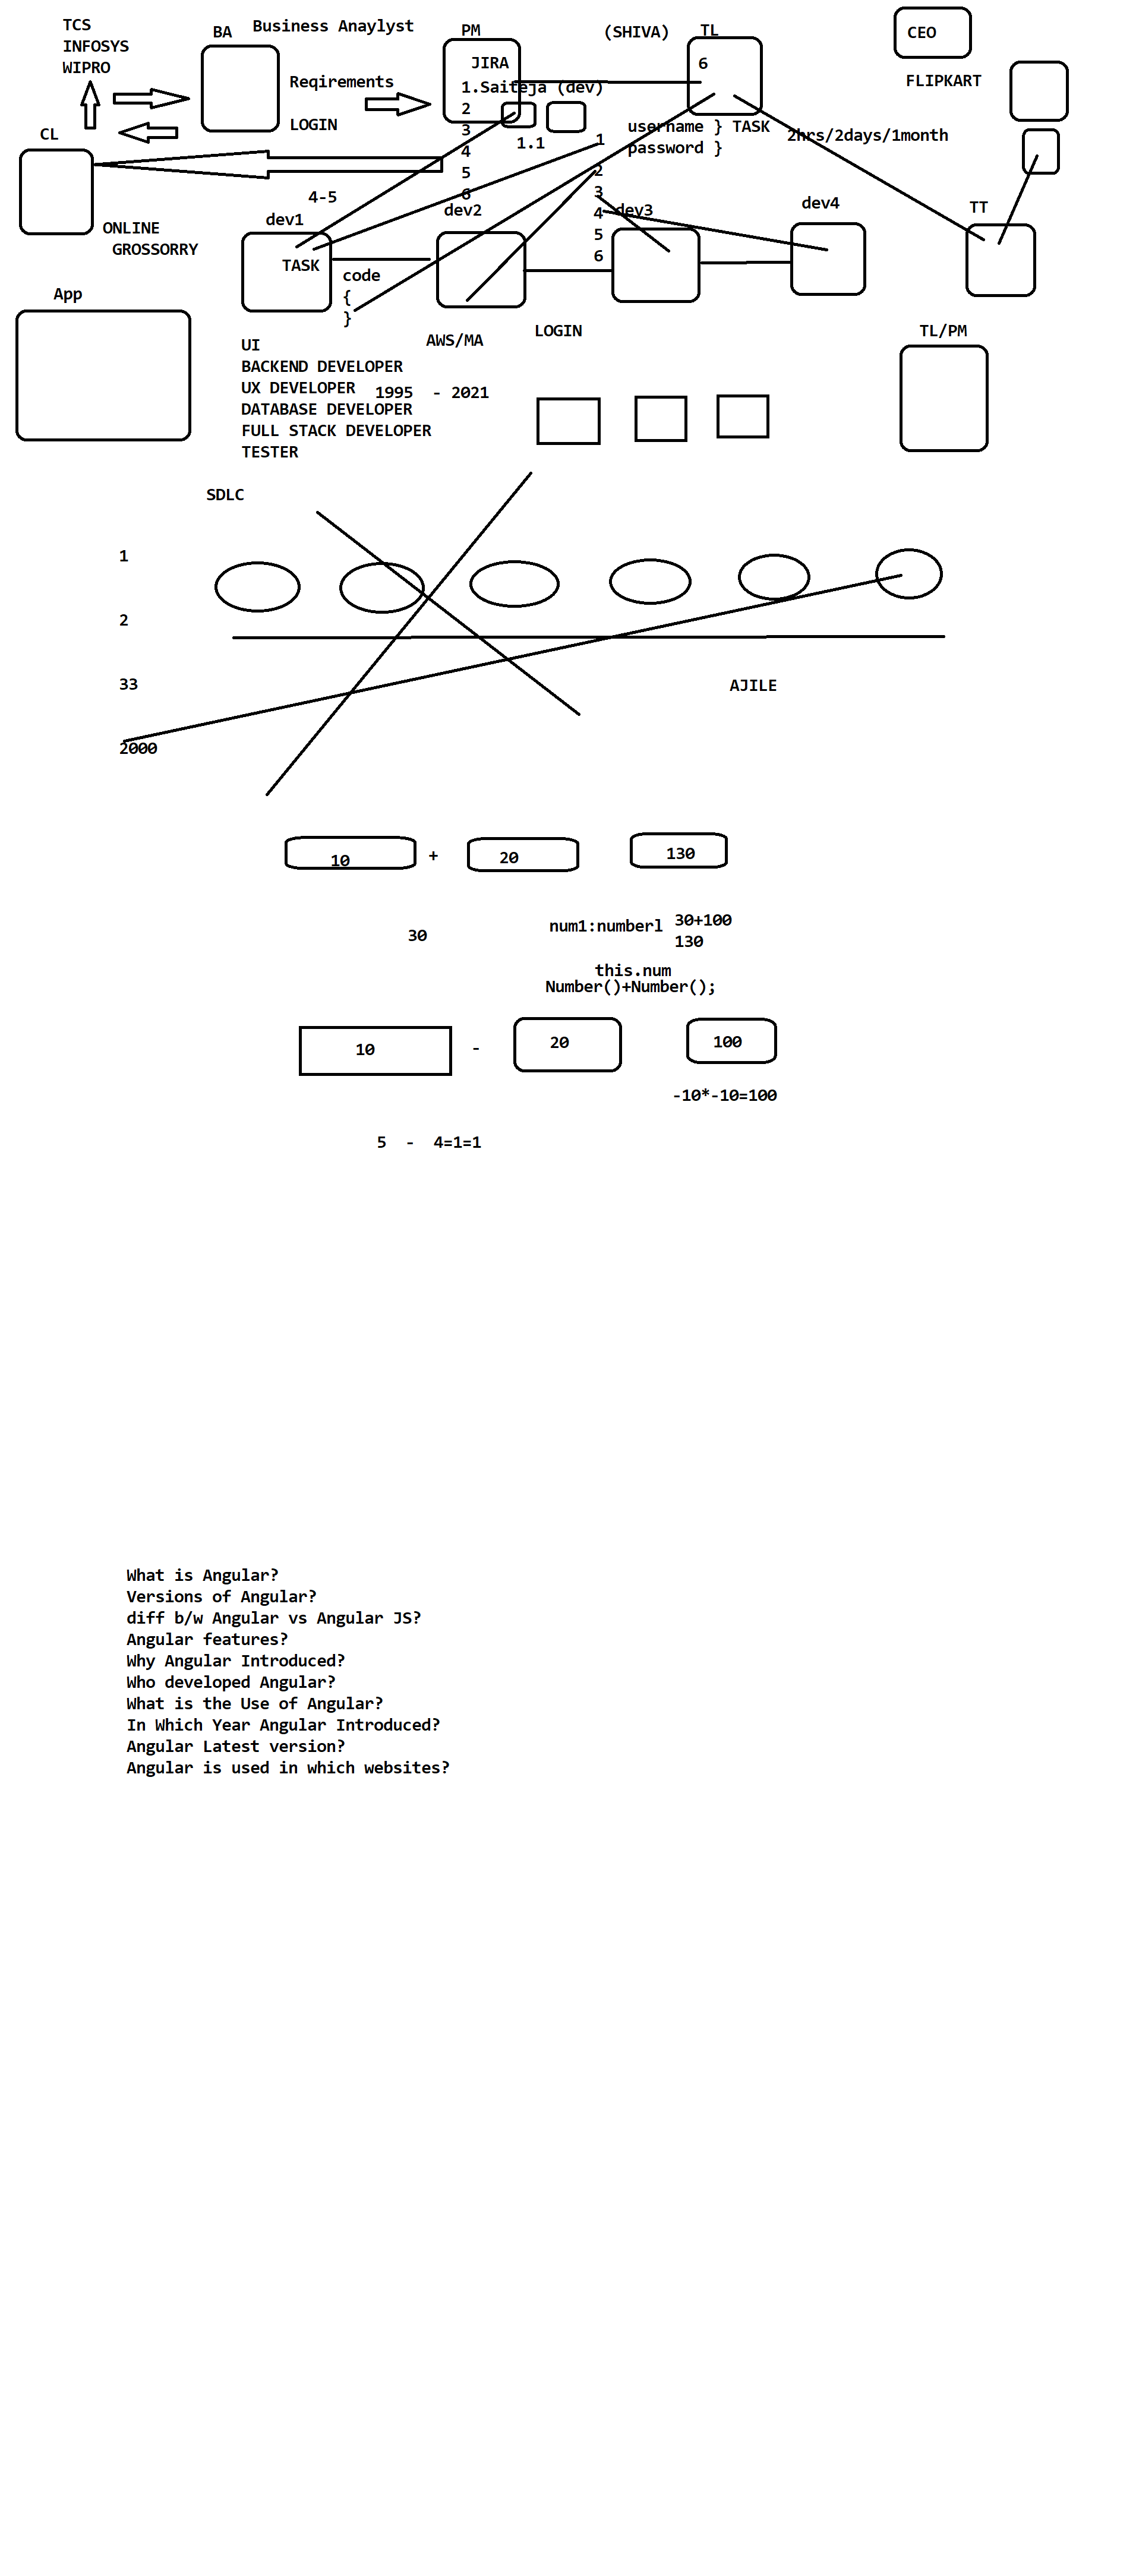 TCS
INFOSYS
WIPRO
BA
Business Anaylyst
PM
(SHIVA)
TL
CEO
JIRA
6
FLIPKART
Reqirements
1.Saiteja (dev)
2
3
4
5
6
LOGIN
1.1
username } TASK
password }
2hrs/2days/1month
CL
1
2
3
4
5
6
4-5
ONLINE
GROSSORRY
dev1
dev2
dev3
dev4
TT
TASK
code
{
}
App
AWS/MA
LOGIN
TL/PM
UI
BACKEND DEVELOPER
UX DEVELOPER
DATABASE DEVELOPER
FULL STACK DEVELOPER
TESTER
1995  - 2021
SDLC
1
2
33
2000
AJILE
10
+
20
130
30
num1:numberl
30+100
130
this.num
Number()+Number();
10
-
20
100
-10*-10=100
5  -  4=1=1
What is Angular?
Versions of Angular?
diff b/w Angular vs Angular JS?
Angular features?
Why Angular Introduced?
Who developed Angular?
What is the Use of Angular?
In Which Year Angular Introduced?
Angular Latest version?
Angular is used in which websites?